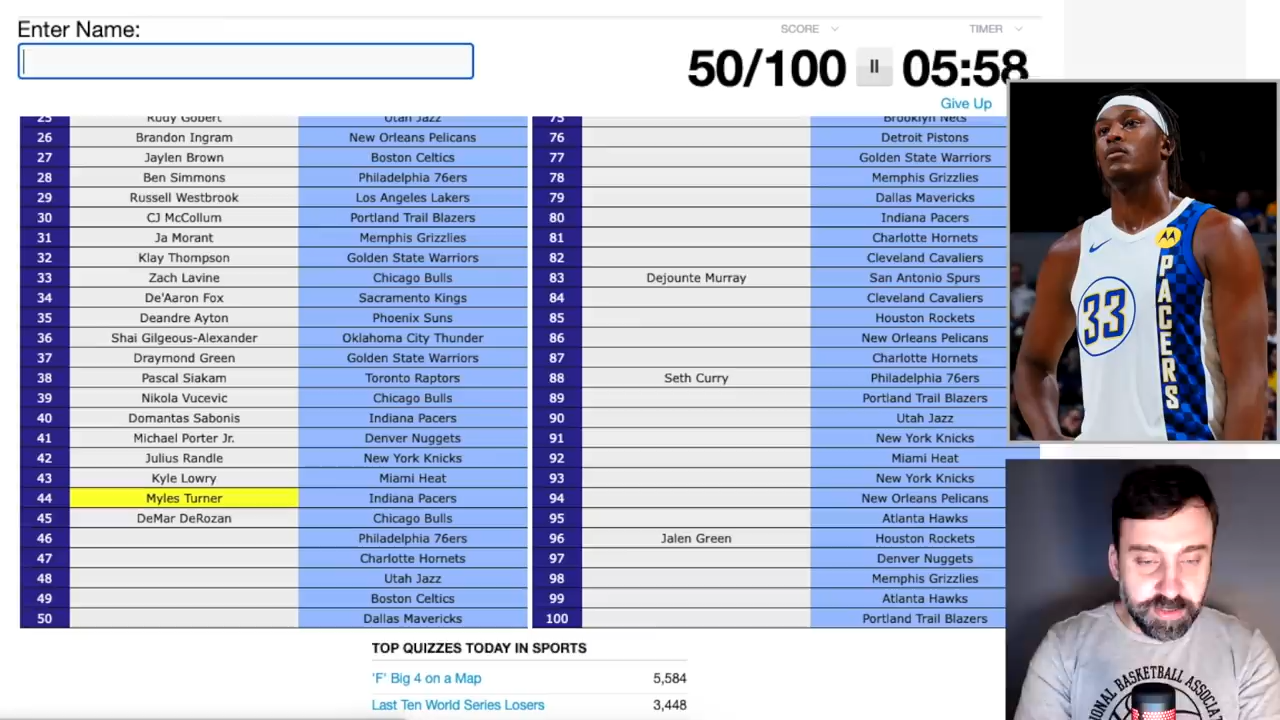 Enter Name:
SCORE
TIMER
50/100
05:58
Give Up
25 Rudy Gobert Utah Jazz 75 Brooklyn Nets
26 Brandon Ingram New Orleans Pelicans 76 Detroit Pistons
27 Jaylen Brown Boston Celtics 77 Golden State Warriors
28 Ben Simmons Philadelphia 76ers 78 Memphis Grizzlies
29 Russell Westbrook Los Angeles Lakers 79 Dallas Mavericks
30 CJ McCollum Portland Trail Blazers 80 Indiana Pacers
31 Ja Morant Memphis Grizzlies 81 Charlotte Hornets
32 Klay Thompson Golden State Warriors 82 Cleveland Cavaliers
33 Zach Lavine Chicago Bulls 83 Dejounte Murray San Antonio Spurs
34 De'Aaron Fox Sacramento Kings 84 Cleveland Cavaliers
35 Deandre Ayton Phoenix Suns 85 Houston Rockets
36 Shai Gilgeous-Alexander Oklahoma City Thunder 86 New Orleans Pelicans
37 Draymond Green Golden State Warriors 87 Charlotte Hornets
38 Pascal Siakam Toronto Raptors 88 Seth Curry Philadelphia 76ers
39 Nikola Vucevic Chicago Bulls 89 Portland Trail Blazers
40 Domantas Sabonis Indiana Pacers 90 Utah Jazz
41 Michael Porter Jr. Denver Nuggets 91 New York Knicks
42 Julius Randle New York Knicks 92 Miami Heat
43 Kyle Lowry Miami Heat 93 New York Knicks
44 Myles Turner Indiana Pacers 94 New Orleans Pelicans
45 DeMar DeRozan Chicago Bulls 95 Atlanta Hawks
46 Philadelphia 76ers 96 Jalen Green Houston Rockets
47 Charlotte Hornets 97 Denver Nuggets
48 Utah Jazz 98 Memphis Grizzlies
49 Boston Celtics 99 Atlanta Hawks
50 Dallas Mavericks 100 Portland Trail Blazers
TOP QUIZZES TODAY IN SPORTS
'F' Big 4 on a Map 5,584
Last Ten World Series Losers 3,448
33
PACERS
BASKETBALL